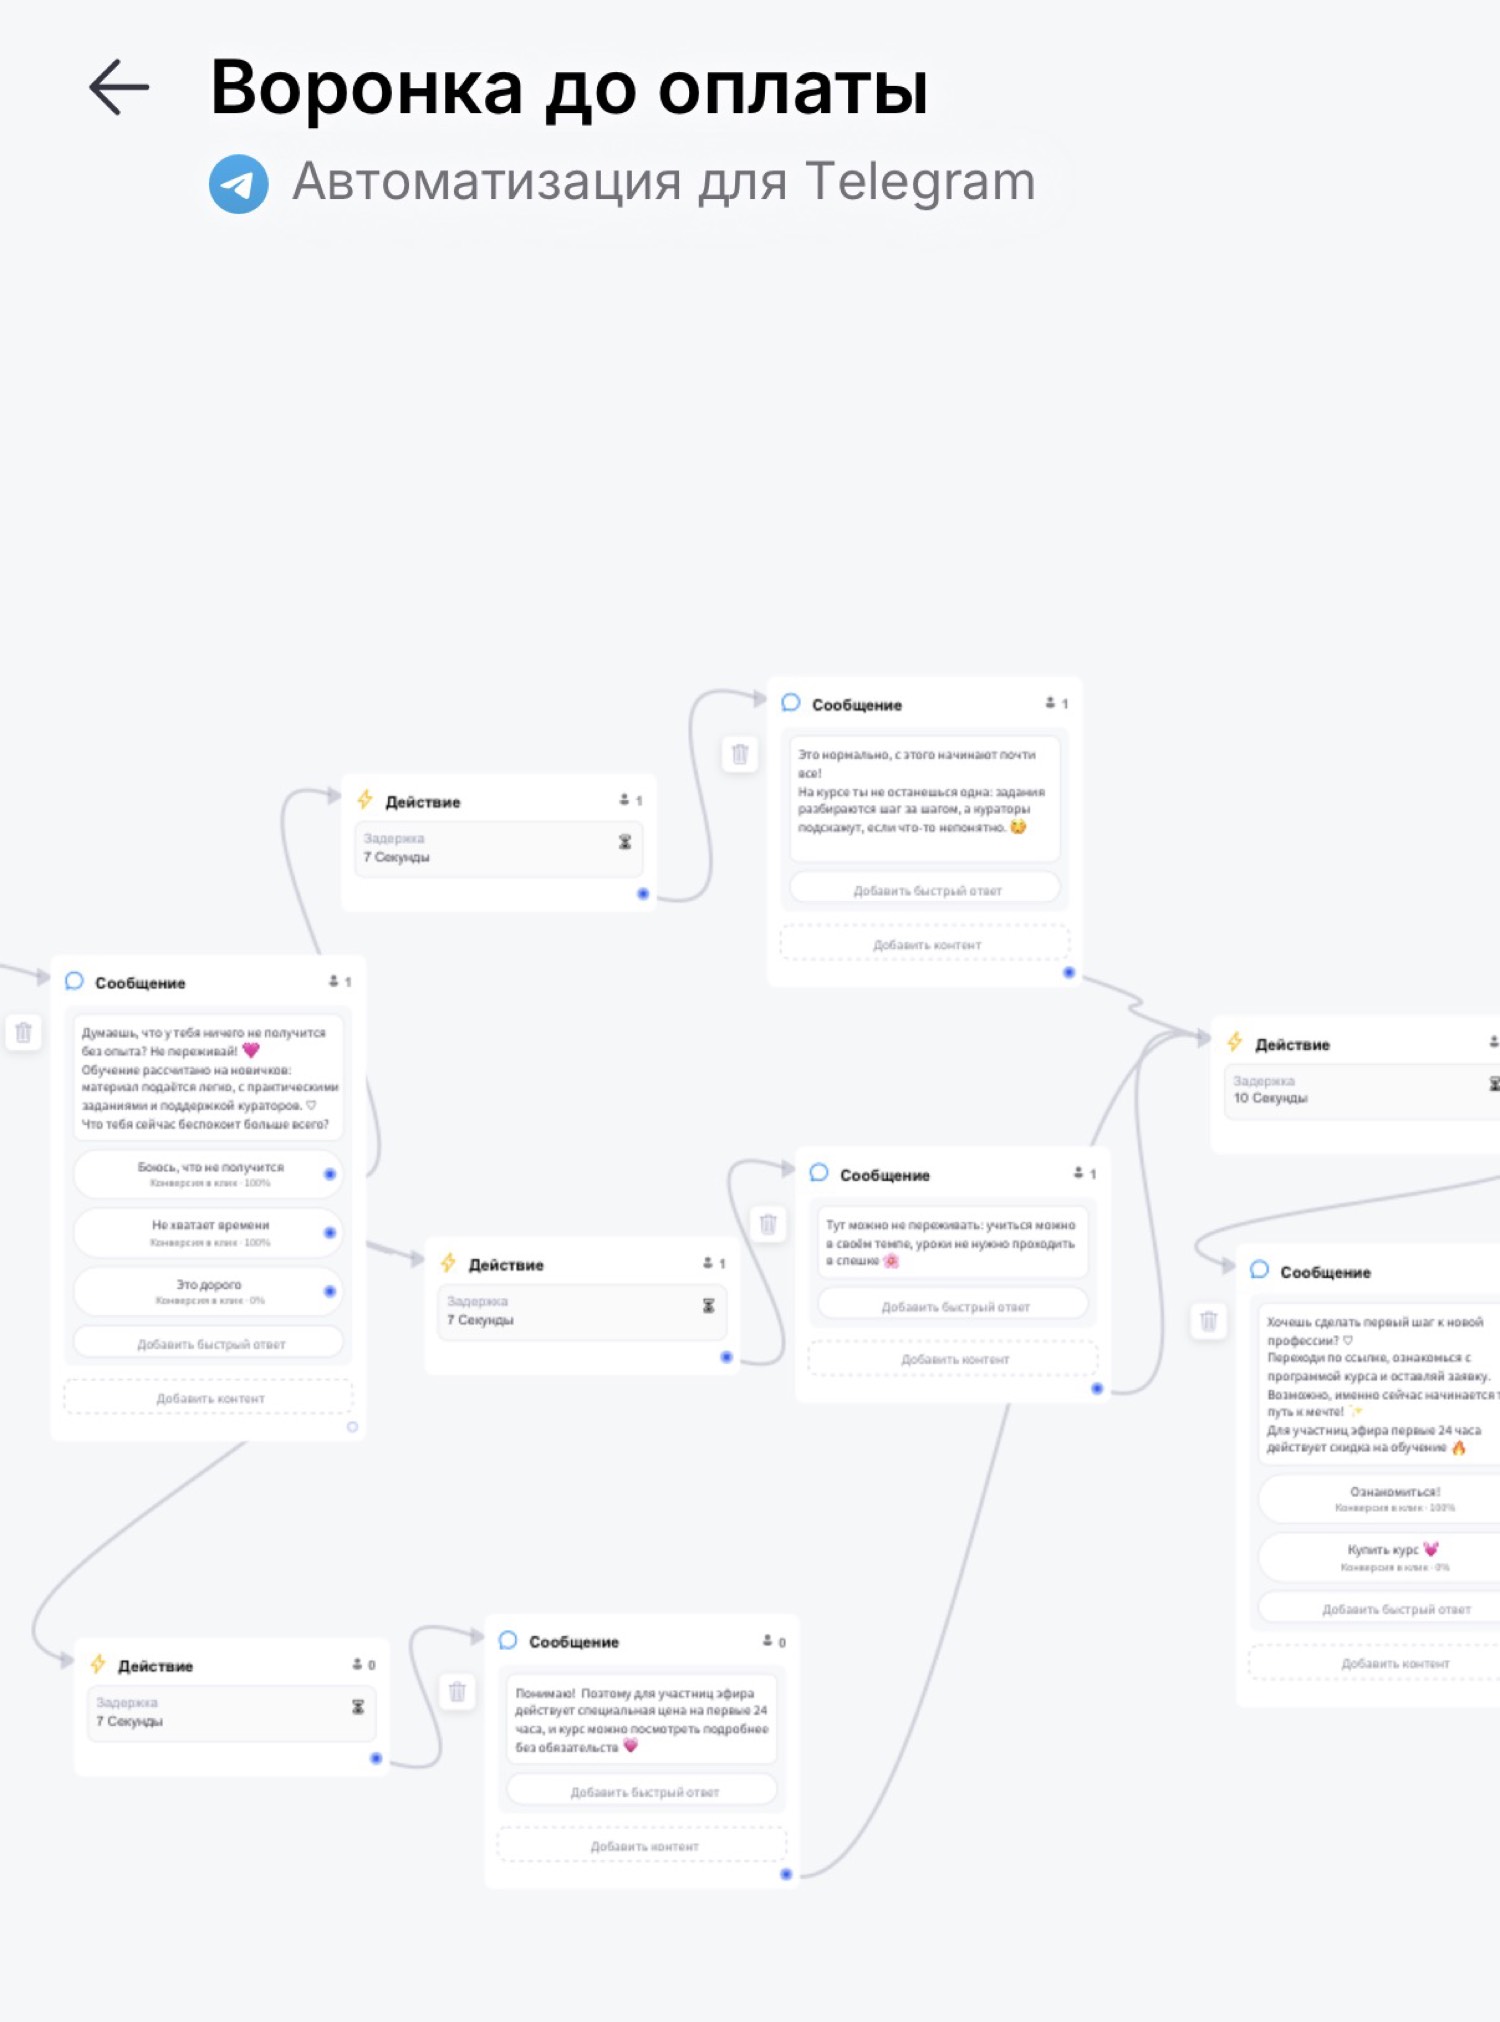 Воронка до оплаты
Автоматизация для Telegram
Сообщение 1
Это нормально, с этого начинают почти
все!
На курсе ты не останешься одна: задания
разбираются шаг за шагом, а кураторы
подскажут, если что-то непонятно. 🥰
Добавить быстрый ответ
Добавить контент
Действие 1
Задержка
7 Секунды
Сообщение 1
Думаешь, что у тебя ничего не получится
без опыта? Не переживай! 💗
Обучение рассчитано на новичков:
материал подаётся легко, с практическими
заданиями и поддержкой кураторов. ♡
Что тебя сейчас беспокоит больше всего?
Боюсь, что не получится
Конверсия в клик · 100%
Не хватает времени
Конверсия в клик · 100%
Это дорого
Конверсия в клик · 0%
Добавить быстрый ответ
Добавить контент
Действие
Задержка
10 Секунды
Сообщение 1
Тут можно не переживать: учиться можно
в своём темпе, уроки не нужно проходить
в спешке 🌸
Добавить быстрый ответ
Добавить контент
Действие 1
Задержка
7 Секунды
Сообщение
Хочешь сделать первый шаг к новой
профессии? ♡
Переходи по ссылке, ознакомься с
программой курса и оставляй заявку.
Возможно, именно сейчас начинается
путь к мечте! ✨
Для участниц эфира первые 24 часа
действует скидка на обучение 🔥
Ознакомиться!
Конверсия в клик · 100%
Купить курс 💓
Конверсия в клик · 0%
Добавить быстрый ответ
Добавить контент
Действие 0
Задержка
7 Секунды
Сообщение 0
Понимаю! Поэтому для участниц эфира
действует специальная цена на первые 24
часа, и курс можно посмотреть подробнее
без обязательств 💗
Добавить быстрый ответ
Добавить контент